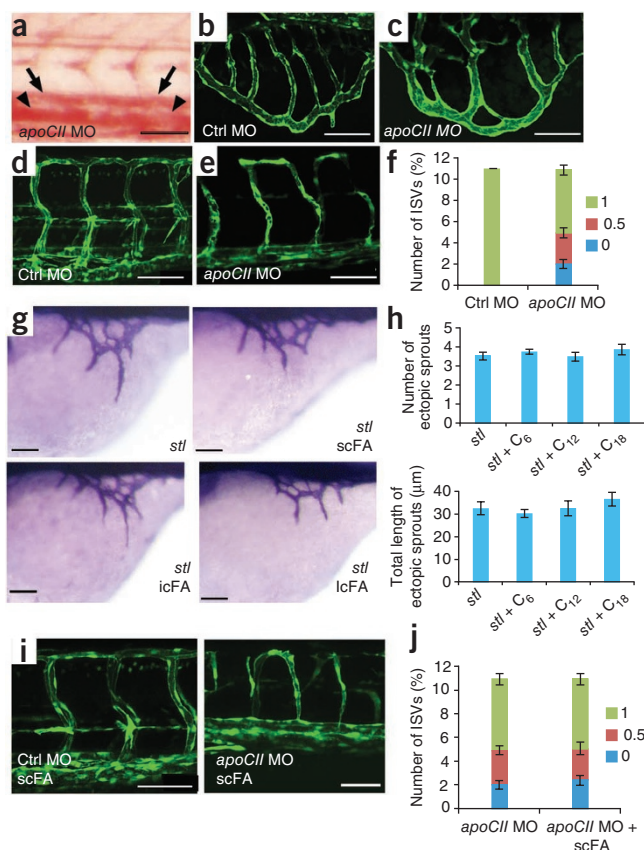 a
apoCII MO
b
Ctrl MO
c
apoCII MO
d
Ctrl MO
e
apoCII MO
f
Number of ISVs (%)
12
10
8
6
4
2
0
Ctrl MO
apoCII MO
1
0.5
0
g
stl
stl
scFA
stl
icFA
stl
lcFA
h
Number of
ectopic sprouts
5
4
3
2
1
0
stl
stl + C6
stl + C12
stl + C18
Total length of
ectopic sprouts (μm)
40
30
20
10
0
stl
stl + C6
stl + C12
stl + C18
i
Ctrl MO
scFA
apoCII MO
scFA
j
Number of ISVs (%)
12
10
8
6
4
2
0
apoCII MO
apoCII MO +
scFA
1
0.5
0